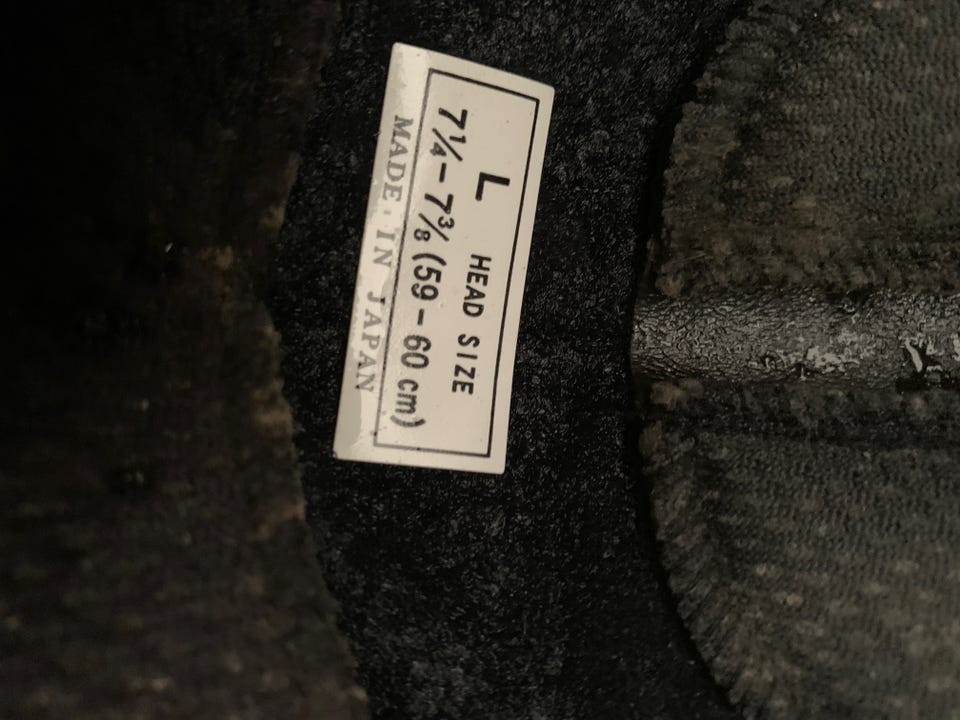 L HEAD SIZE
7¼ – 7⅜ (59 – 60 cm)
MADE IN JAPAN